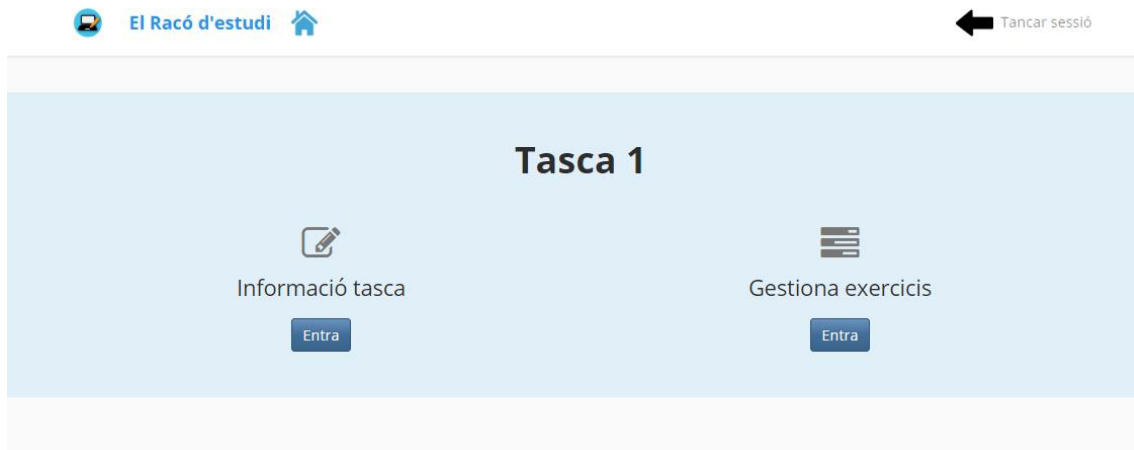 El Racó d'estudi
Tancar sessió
Tasca 1
Informació tasca
Gestiona exercicis
Entra
Entra